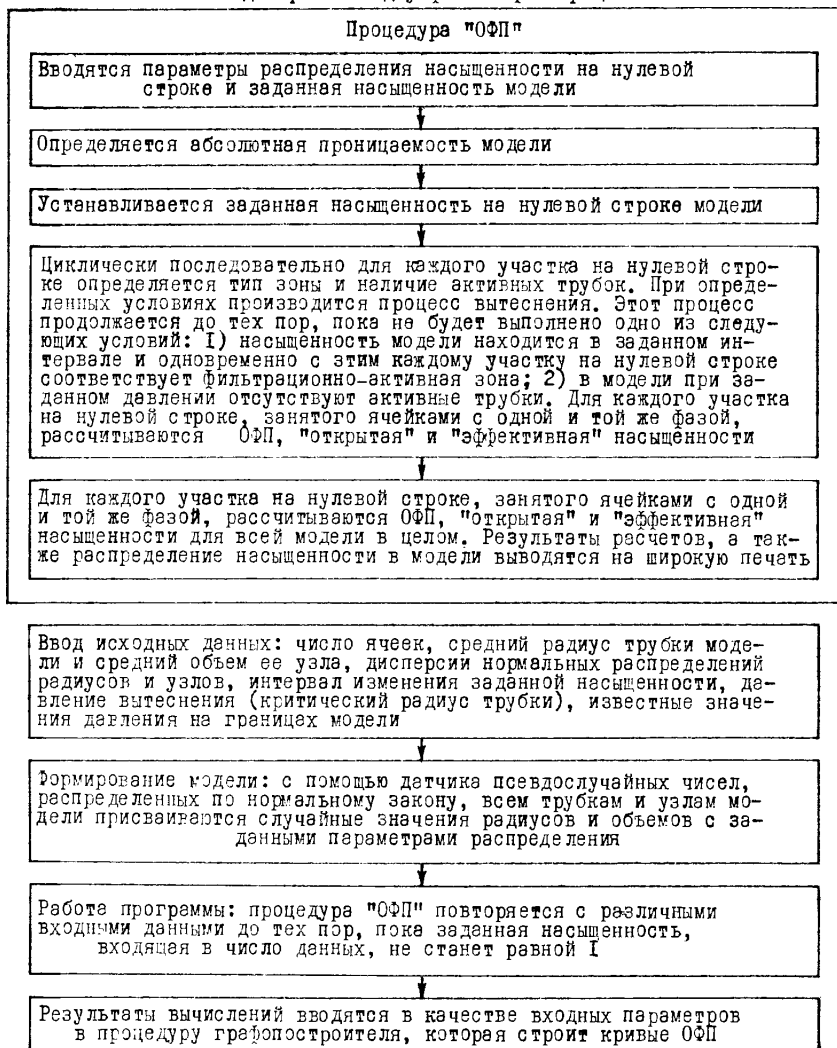 Процедура "ОФП"
Вводятся параметры распределения насыщенности на нулевой
строке и заданная насыщенность модели
Определяется абсолютная проницаемость модели
Устанавливается заданная насыщенность на нулевой строке модели
Циклически последовательно для каждого участка на нулевой стро-
ке определяется тип зоны и наличие активных трубок. При опреде-
ленных условиях производится процесс вытеснения. Этот процесс
продолжается до тех пор, пока не будет выполнено одно из следу-
ющих условий: I) насыщенность модели находится в заданном ин-
тервале и одновременно с этим каждому участку на нулевой строке
соответствует фильтрационно-активная зона; 2) в модели при за-
данном давлении отсутствуют активные трубки. Для каждого участка
на нулевой строке, занятого ячейками с одной и той же фазой,
рассчитываются ОФП, "открытая" и "эффективная" насыщенности
Для каждого участка на нулевой строке, занятого ячейками с одной
и той же фазой, рассчитываются ОФП, "открытая" и "эффективная"
насыщенности для всей модели в целом. Результаты расчетов, а так-
же распределение насыщенности в модели выводятся на широкую печать
Ввод исходных данных: число ячеек, средний радиус трубки моде-
ли и средний объем ее узла, дисперсии нормальных распределений
радиусов и узлов, интервал изменения заданной насыщенности, да-
вление вытеснения (критический радиус трубки), известные значе-
ния давления на границах модели
Формирование модели: с помощью датчика псевдослучайных чисел,
распределенных по нормальному закону, всем трубкам и узлам мо-
дели присваиваются случайные значения радиусов и объемов с за-
данными параметрами распределения
Работа программы: процедура "ОФП" повторяется с различными
входными данными до тех пор, пока заданная насыщенность,
входящая в число данных, не станет равной I
Результаты вычислений вводятся в качестве входных параметров
в процедуру графопостроителя, которая строит кривые ОФП